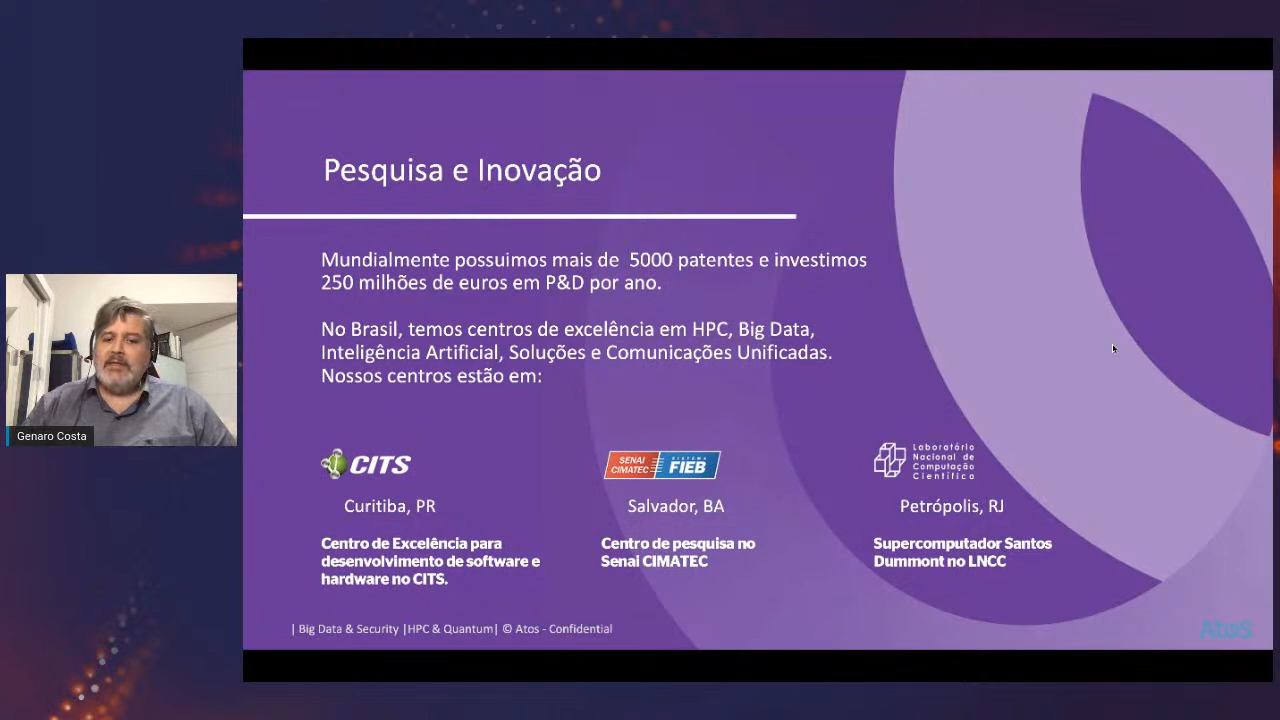 Pesquisa e Inovação
Mundialmente possuimos mais de 5000 patentes e investimos
250 milhões de euros em P&D por ano.
No Brasil, temos centros de excelência em HPC, Big Data,
Inteligência Artificial, Soluções e Comunicações Unificadas.
Nossos centros estão em:
CITS
Curitiba, PR
Centro de Excelência para
desenvolvimento de software e
hardware no CITS.
SENAI
CIMATEC
SISTEMA
FIEB
Salvador, BA
Centro de pesquisa no
Senai CIMATEC
Laboratório
Nacional de
Computação
Científica
Petrópolis, RJ
Supercomputador Santos
Dummont no LNCC
Genaro Costa
| Big Data & Security |HPC & Quantum| © Atos - Confidential
Atos